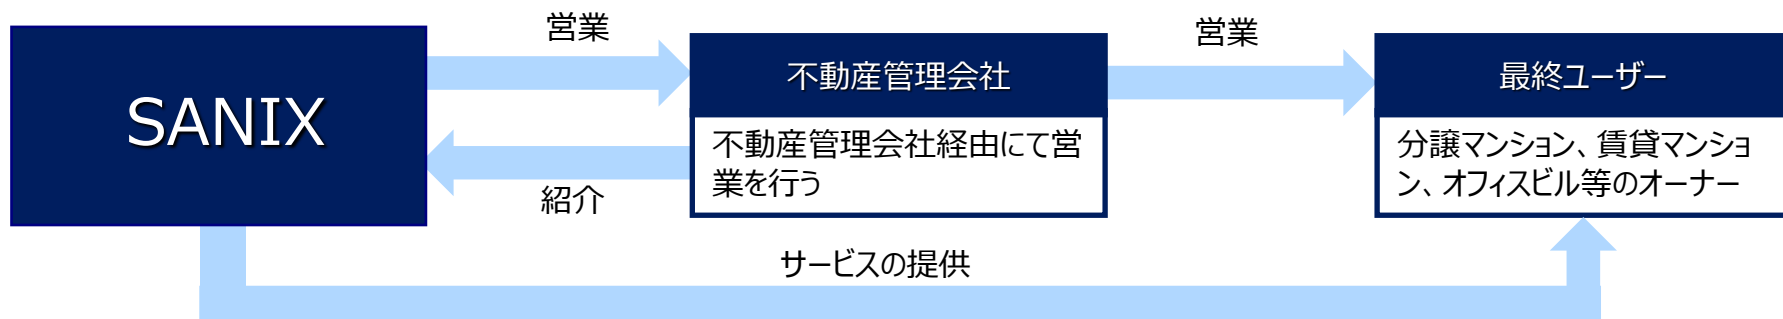 営業
営業
SANIX
不動産管理会社
最終ユーザー
不動産管理会社経由にて営
業を行う
分譲マンション、賃貸マンショ
ン、オフィスビル等のオーナー
紹介
サービスの提供